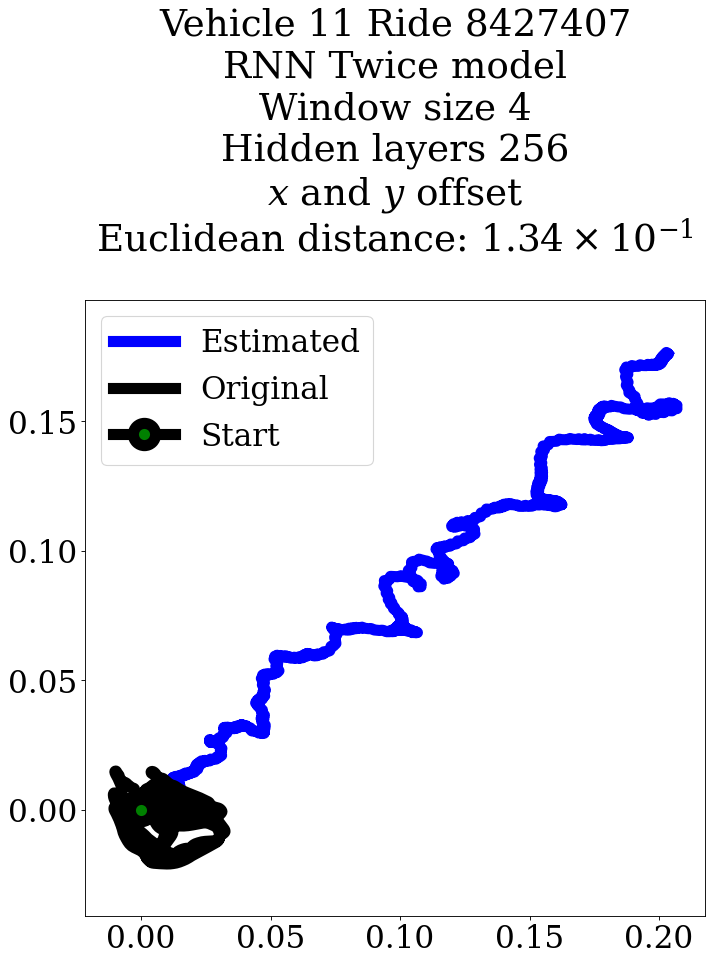 Vehicle 11 Ride 8427407
RNN Twice model
Window size 4
Hidden layers 256
x and y offset
Euclidean distance: 1.34 × 10⁻¹
Estimated
Original
Start
0.15
0.10
0.05
0.00
0.00 0.05 0.10 0.15 0.20